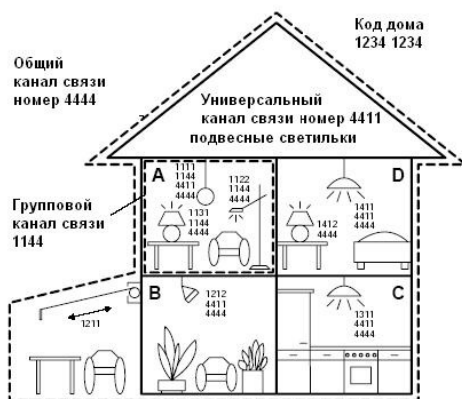 Код дома
1234 1234
Общий
канал связи
номер 4444
Универсальный
канал связи номер 4411
подвесные светильки
A
1111
1144
4411
4444
1122
1144
4444
1131
1144
4444
D
1411
4411
4444
1412
4444
Групповой
канал связи
1144
B
1212
4411
4444
C
1311
4411
4444
1211